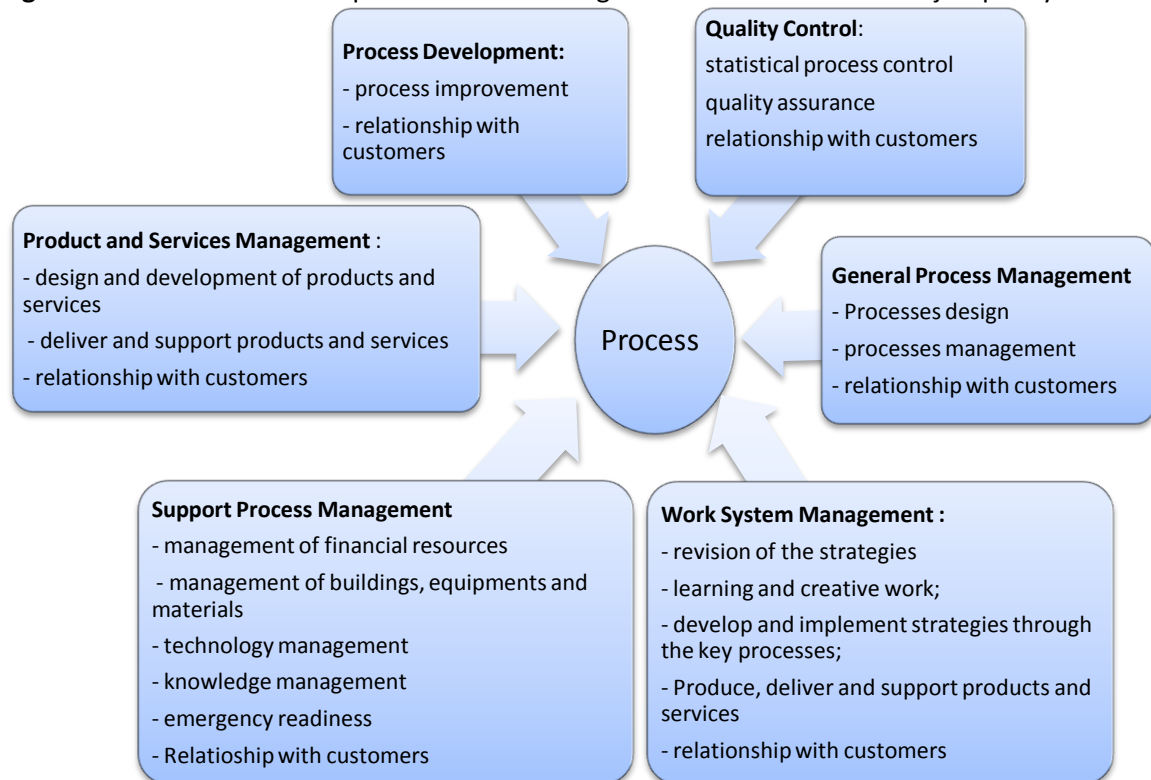 Process Development:
- process improvement
- relationship with
customers
Quality Control:
statistical process control
quality assurance
relationship with customers
Product and Services Management :
- design and development of products and
services
- deliver and support products and services
- relationship with customers
Process
General Process Management
- Processes design
- processes management
- relationship with customers
Support Process Management
- management of financial resources
- management of buildings, equipments and
materials
- technology management
- knowledge management
- emergency readiness
- Relatioship with customers
Work System Management :
- revision of the strategies
- learning and creative work;
- develop and implement strategies through
the key processes;
- Produce, deliver and support products and
services
- relationship with customers